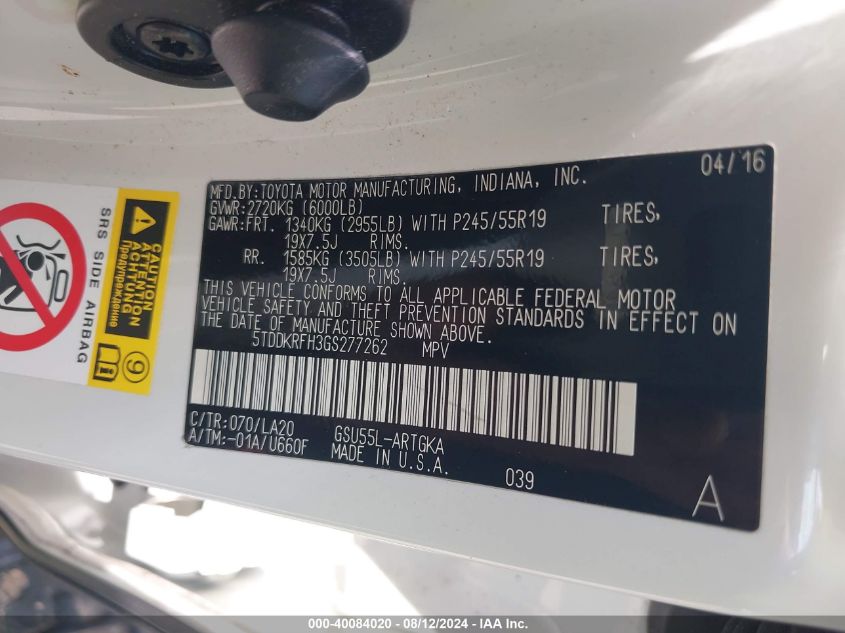 MFD.BY:TOYOTA MOTOR MANUFACTURING, INDIANA, INC. 04/16
GVWR:2720KG (6000LB)
GAWR:FRT. 1340KG (2955LB) WITH P245/55R19 TIRES,
19X7.5J RIMS.
RR. 1585KG (3505LB) WITH P245/55R19 TIRES,
19X7.5J RIMS.
THIS VEHICLE CONFORMS TO ALL APPLICABLE FEDERAL MOTOR
VEHICLE SAFETY AND THEFT PREVENTION STANDARDS IN EFFECT ON
THE DATE OF MANUFACTURE SHOWN ABOVE.
5TDDKRFH3GS277262 MPV
C/TR:070/LA20 GSU55L-ARTGKA
A/TM:-01A/U660F MADE IN U.S.A.
039
A
SRS SIDE AIRBAG
CAUTION
ATTENTION
ACHTUNG
Предупреждение
9
000-40084020 - 08/12/2024 - IAA Inc.